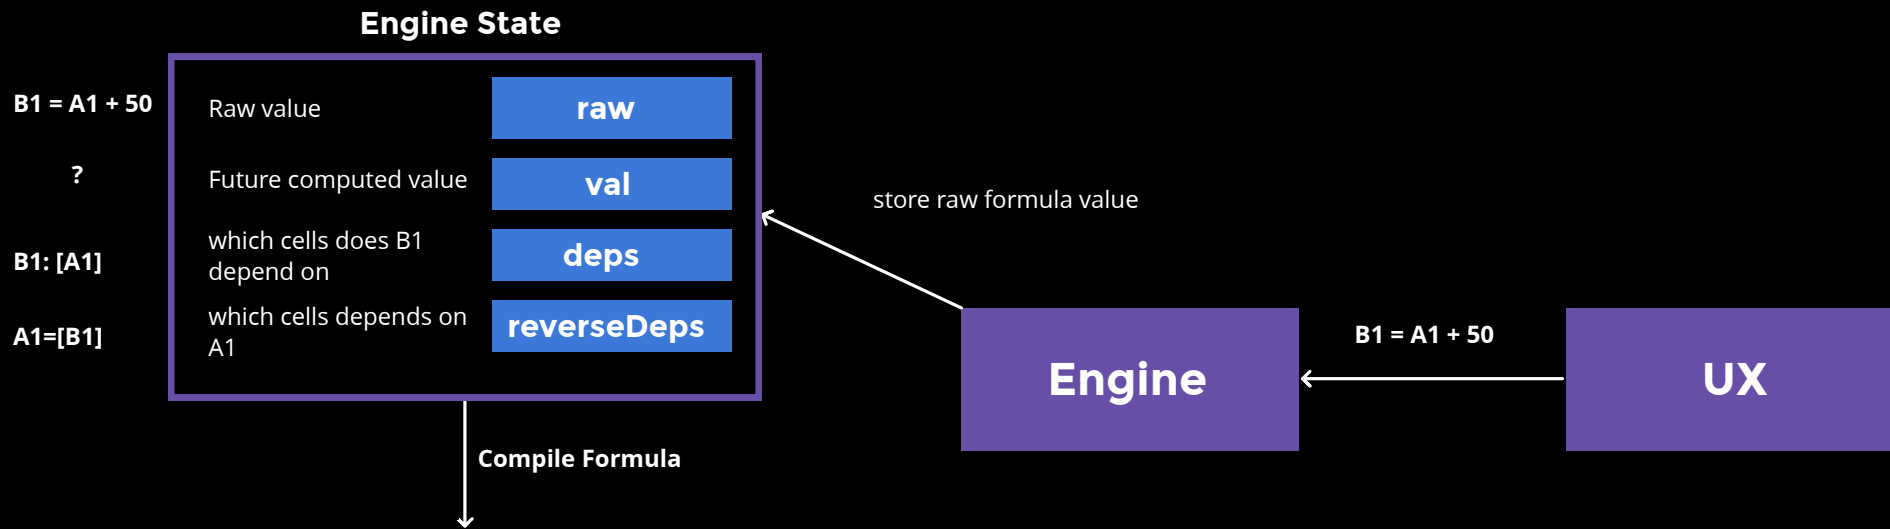 Engine State
B1 = A1 + 50
Raw value
raw
?
Future computed value
val
B1: [A1]
which cells does B1
depend on
deps
A1=[B1]
which cells depends on
A1
reverseDeps
store raw formula value
Engine
B1 = A1 + 50
UX
Compile Formula